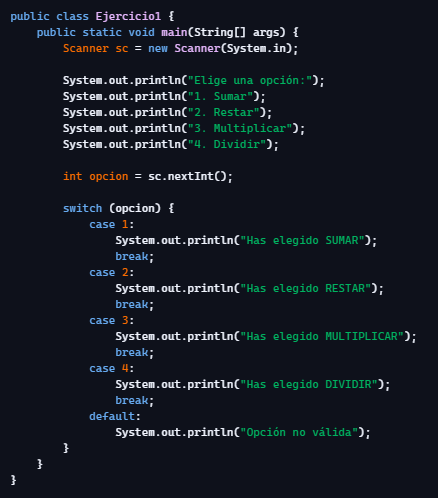 public class Ejercicio1 {
    public static void main(String[] args) {
        Scanner sc = new Scanner(System.in);

        System.out.println("Elige una opción:");
        System.out.println("1. Sumar");
        System.out.println("2. Restar");
        System.out.println("3. Multiplicar");
        System.out.println("4. Dividir");

        int opcion = sc.nextInt();

        switch (opcion) {
            case 1:
                System.out.println("Has elegido SUMAR");
                break;
            case 2:
                System.out.println("Has elegido RESTAR");
                break;
            case 3:
                System.out.println("Has elegido MULTIPLICAR");
                break;
            case 4:
                System.out.println("Has elegido DIVIDIR");
                break;
            default:
                System.out.println("Opción no válida");
        }
    }
}